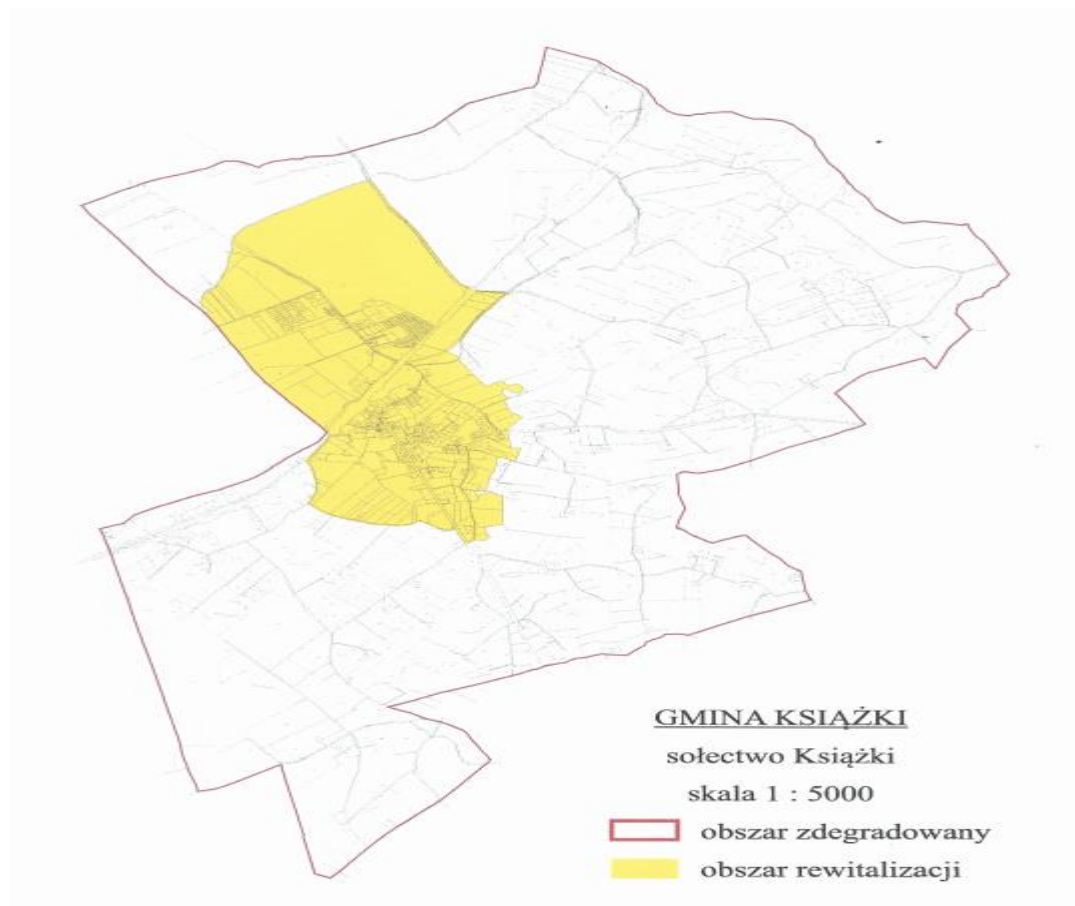 GMINA KSIĄŻKI
sołectwo Książki
skala 1 : 5000
obszar zdegradowany
obszar rewitalizacji